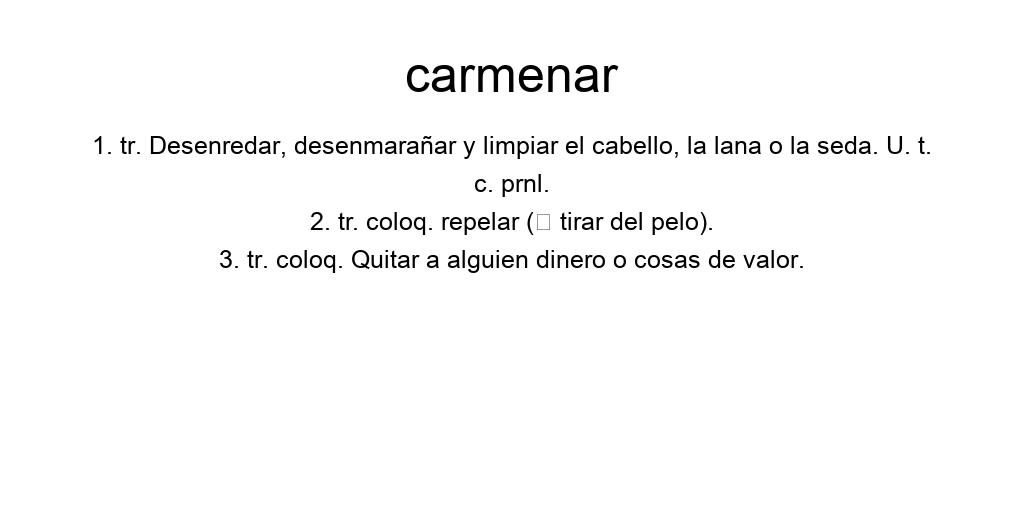 carmenar
1. tr. Desenredar, desenmarañar y limpiar el cabello, la lana o la seda. U. t.
c. prnl.
2. tr. coloq. repelar (□ tirar del pelo).
3. tr. coloq. Quitar a alguien dinero o cosas de valor.